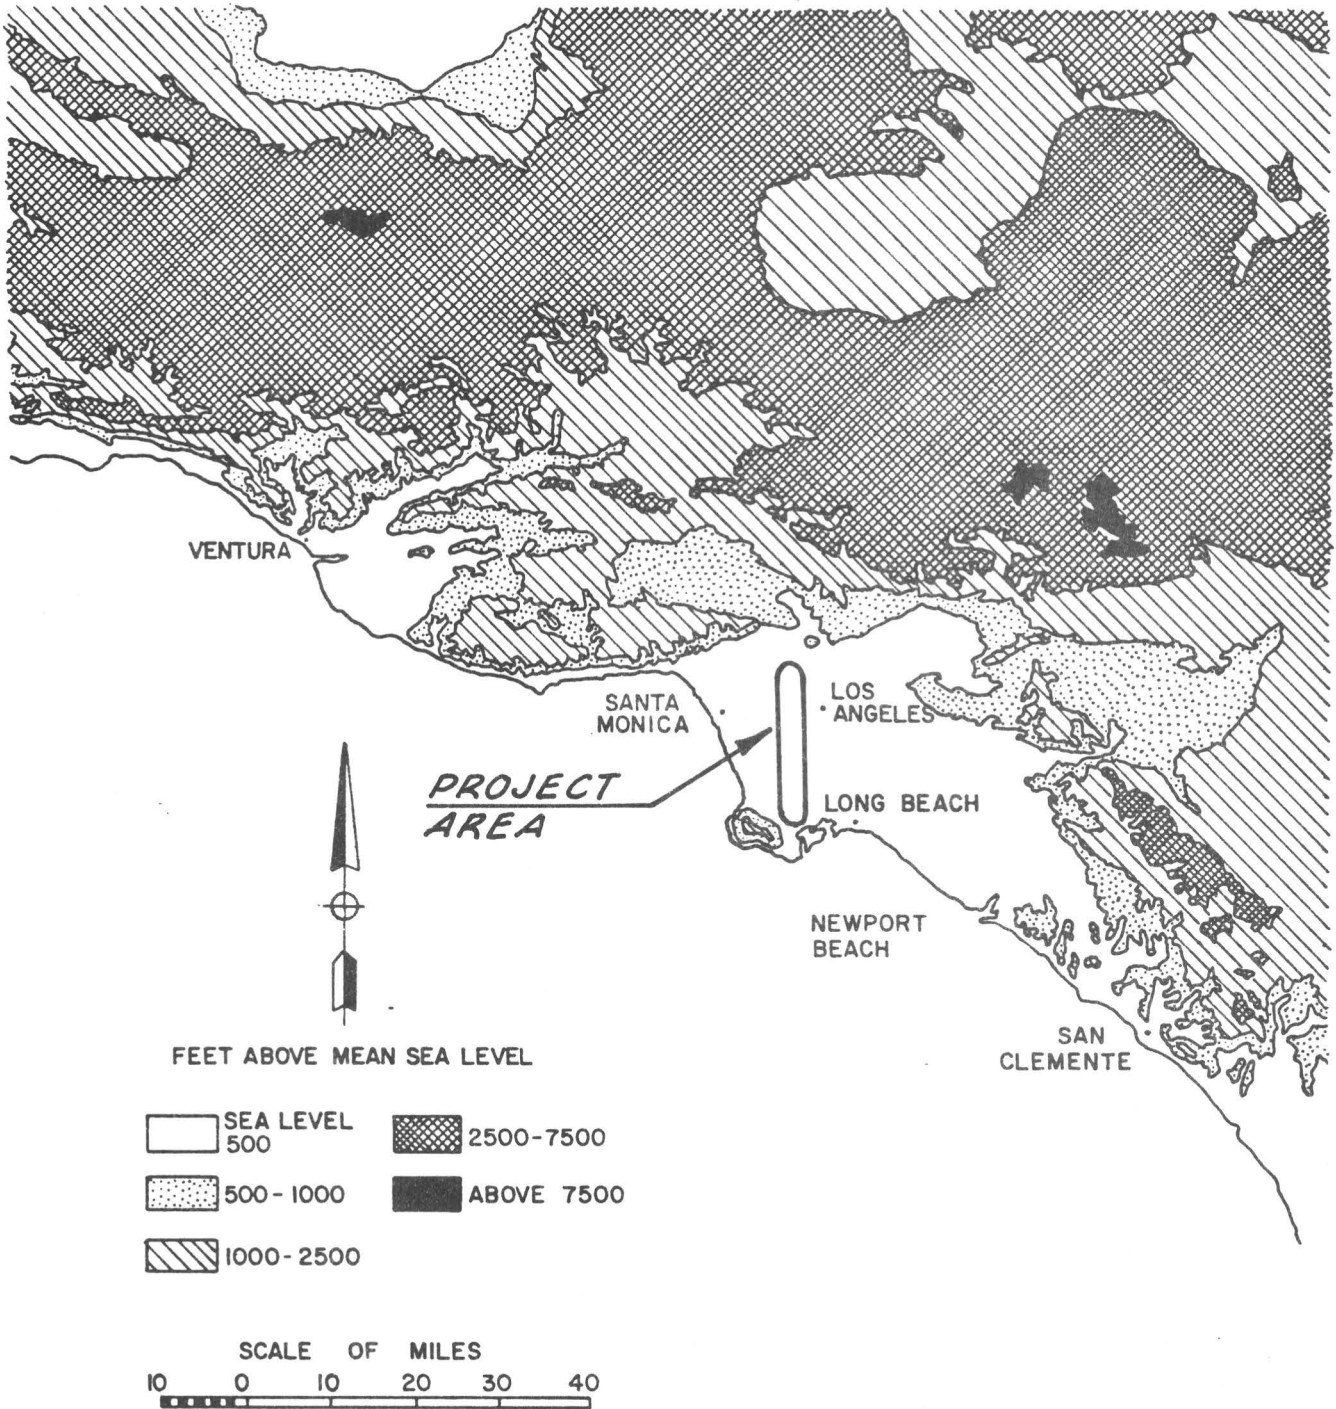 VENTURA
SANTA
MONICA
LOS
ANGELES
PROJECT
AREA
LONG BEACH
NEWPORT
BEACH
SAN
CLEMENTE
FEET ABOVE MEAN SEA LEVEL
SEA LEVEL
500
2500-7500
500-1000
ABOVE 7500
1000-2500
SCALE OF MILES
10 0 10 20 30 40